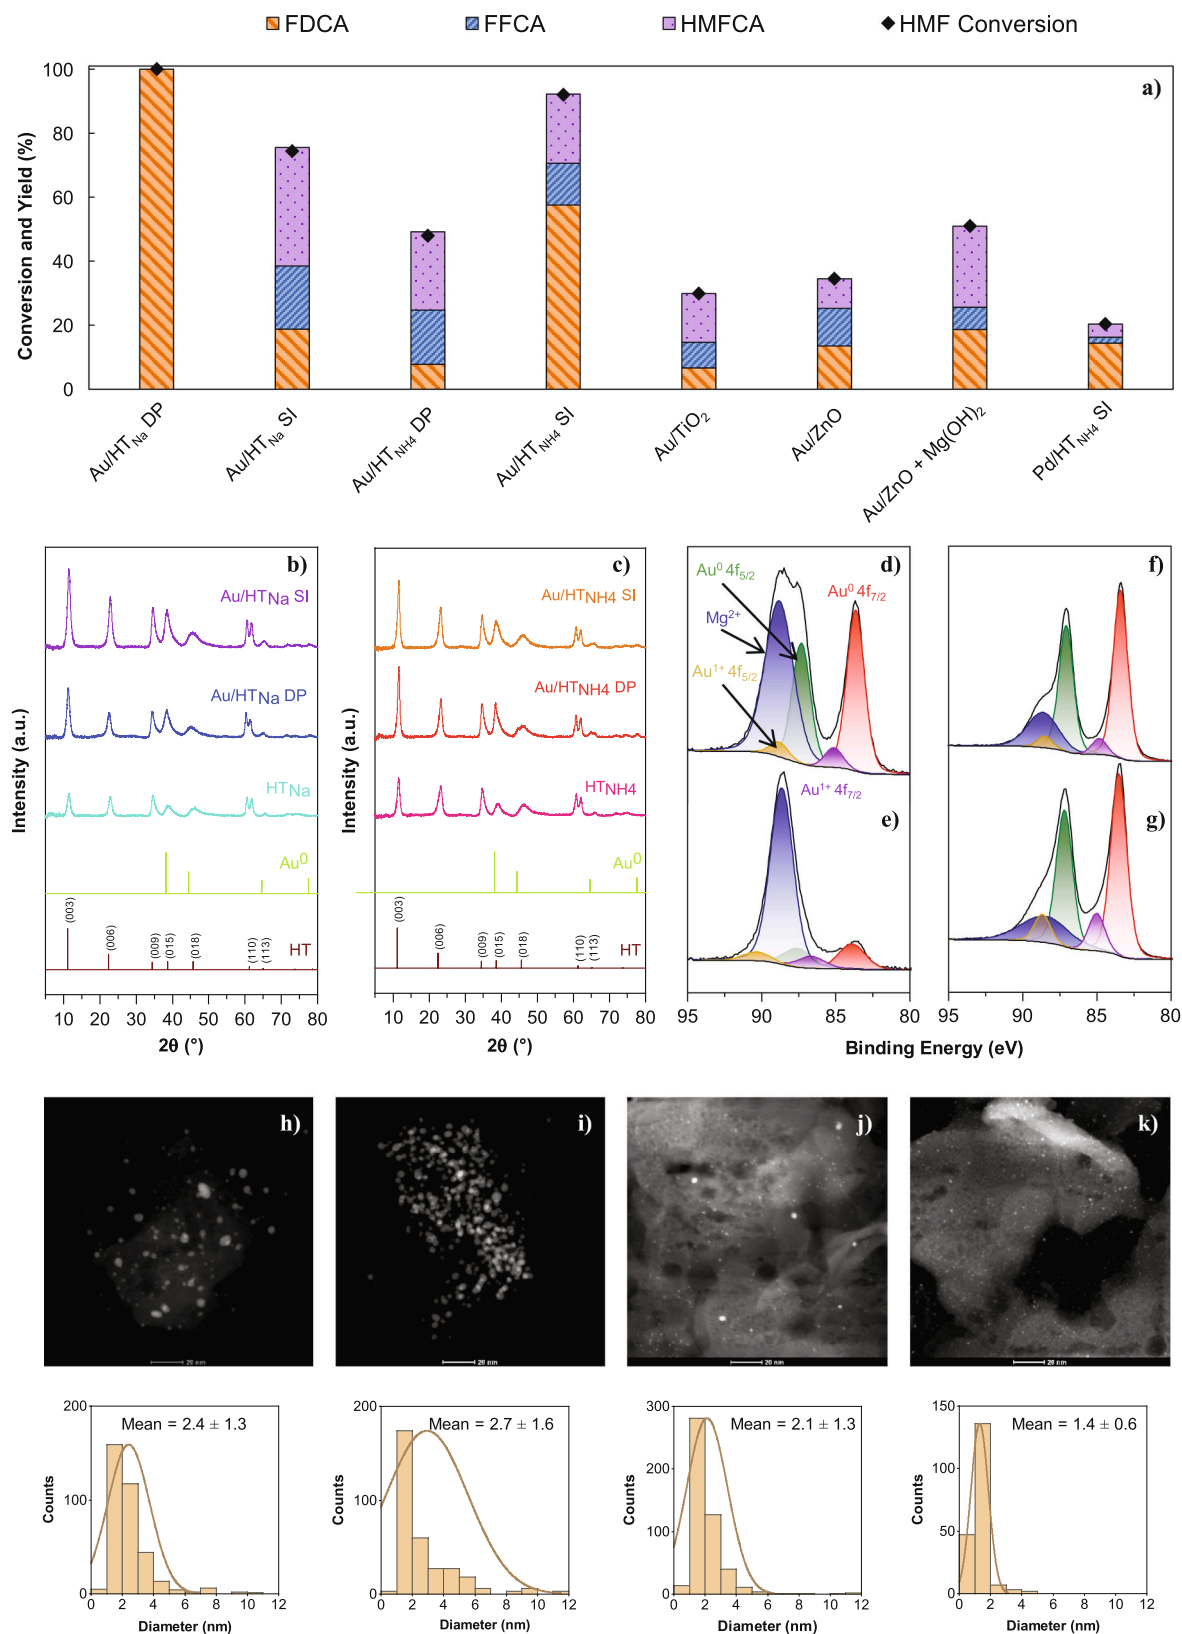 FDCA FFCA HMFCA HMF Conversion
a)
Conversion and Yield (%)
100
80
60
40
20
0
Au/HTNa DP
Au/HTNa SI
Au/HTNH4 DP
Au/HTNH4 SI
Au/TiO2
Au/ZnO
Au/ZnO + Mg(OH)2
Pd/HTNH4 SI
b)
Intensity (a.u.)
Au/HTNa SI
Au/HTNa DP
HTNa
Au0
HT
(003)
(006)
(009)
(015)
(018)
(110)
(113)
10 20 30 40 50 60 70 80
2θ (°)
c)
Intensity (a.u.)
Au/HTNH4 SI
Au/HTNH4 DP
HTNH4
Au0
HT
(003)
(006)
(009)
(015)
(018)
(110)
(113)
10 20 30 40 50 60 70 80
2θ (°)
d)
Au0 4f5/2
Au0 4f7/2
Mg2+
Au1+ 4f5/2
Au1+ 4f7/2
e)
95 90 85 80
f)
g)
95 90 85 80
Binding Energy (eV)
h)
20 nm
i)
20 nm
j)
20 nm
k)
20 nm
Mean = 2.4 ± 1.3
Counts
200
100
0
0 2 4 6 8 10 12
Diameter (nm)
Mean = 2.7 ± 1.6
Counts
200
100
0
0 2 4 6 8 10 12
Diameter (nm)
Mean = 2.1 ± 1.3
Counts
300
200
100
0
0 2 4 6 8 10 12
Diameter (nm)
Mean = 1.4 ± 0.6
Counts
150
100
50
0
0 2 4 6 8 10 12
Diameter (nm)